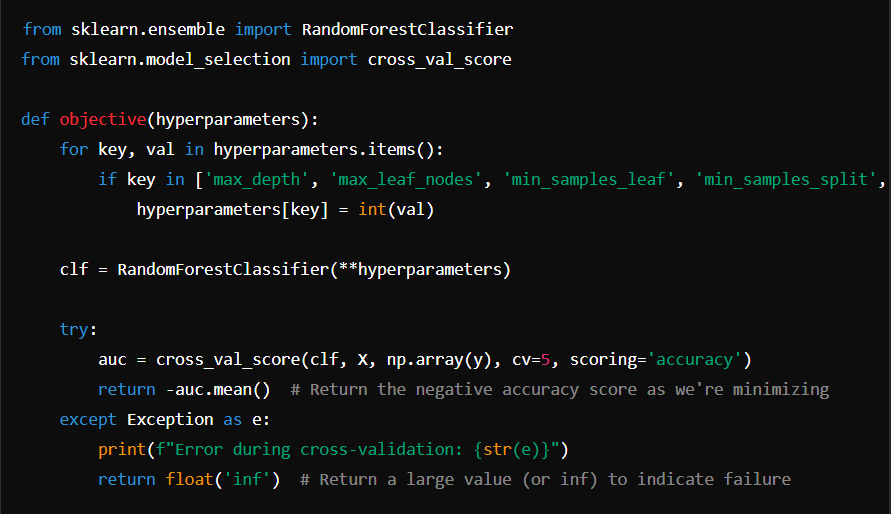 from sklearn.ensemble import RandomForestClassifier
from sklearn.model_selection import cross_val_score
def objective(hyperparameters):
for key, val in hyperparameters.items():
if key in ['max_depth', 'max_leaf_nodes', 'min_samples_leaf', 'min_samples_split',
hyperparameters[key] = int(val)
clf = RandomForestClassifier(**hyperparameters)
try:
auc = cross_val_score(clf, X, np.array(y), cv=5, scoring='accuracy')
return -auc.mean()  # Return the negative accuracy score as we're minimizing
except Exception as e:
print(f"Error during cross-validation: {str(e)}")
return float('inf')  # Return a large value (or inf) to indicate failure